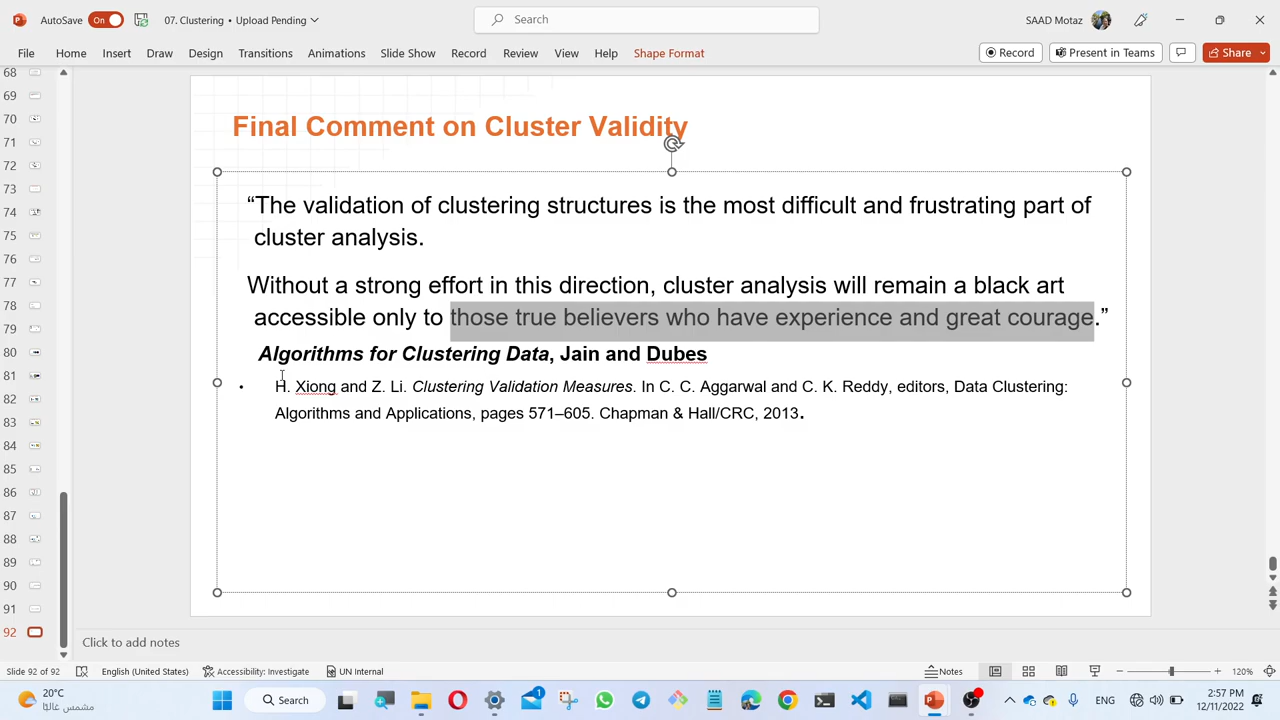 AutoSave On 07. Clustering • Upload Pending Search SAAD Motaz
File Home Insert Draw Design Transitions Animations Slide Show Record Review View Help Shape Format Record Present in Teams Share
68
69
70
71
72
73
74
75
76
77
78
79
80
81
82
83
84
85
86
87
88
89
90
91
92
Final Comment on Cluster Validity
“The validation of clustering structures is the most difficult and frustrating part of
cluster analysis.
Without a strong effort in this direction, cluster analysis will remain a black art
accessible only to those true believers who have experience and great courage.”
Algorithms for Clustering Data, Jain and Dubes
• H. Xiong and Z. Li. Clustering Validation Measures. In C. C. Aggarwal and C. K. Reddy, editors, Data Clustering:
Algorithms and Applications, pages 571–605. Chapman & Hall/CRC, 2013.
Click to add notes
Slide 92 of 92 English (United States) Accessibility: Investigate UN Internal Notes 120%
20°C
مشمس غالبًا
Search
1
ENG
2:57 PM
12/11/2022